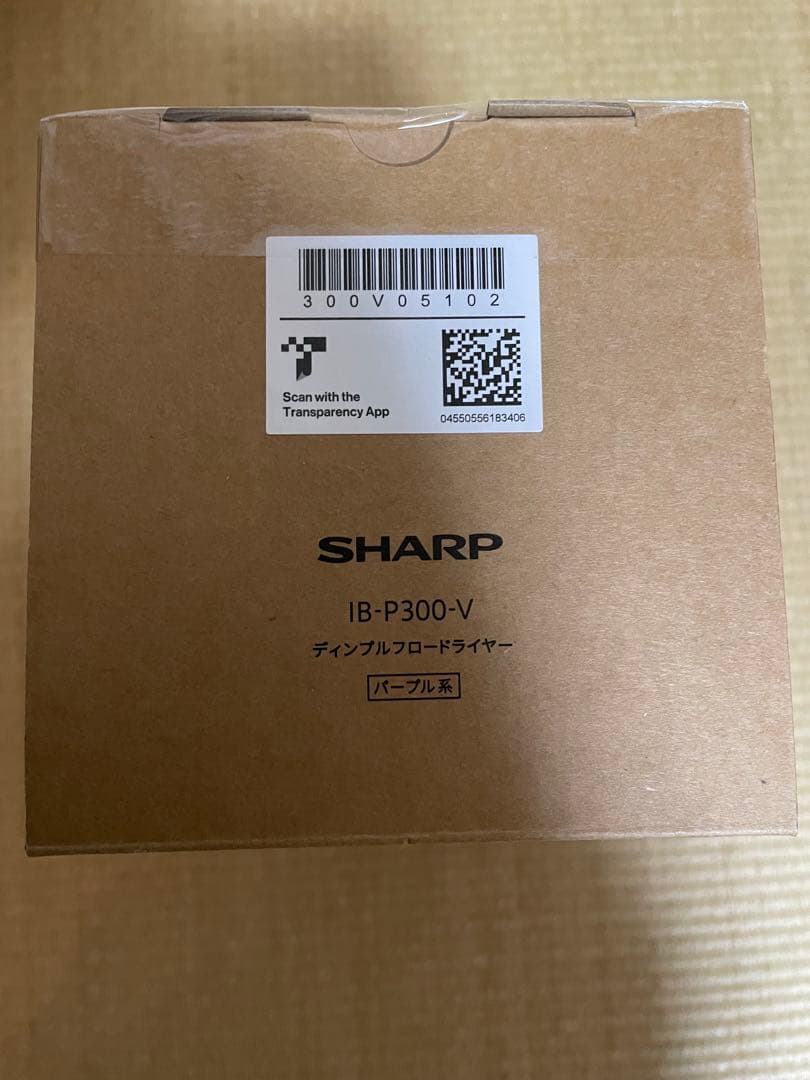 300V05102
Scan with the
Transparency App
04550556183406
SHARP
IB-P300-V
ディンプルフロードライヤー
パープル系